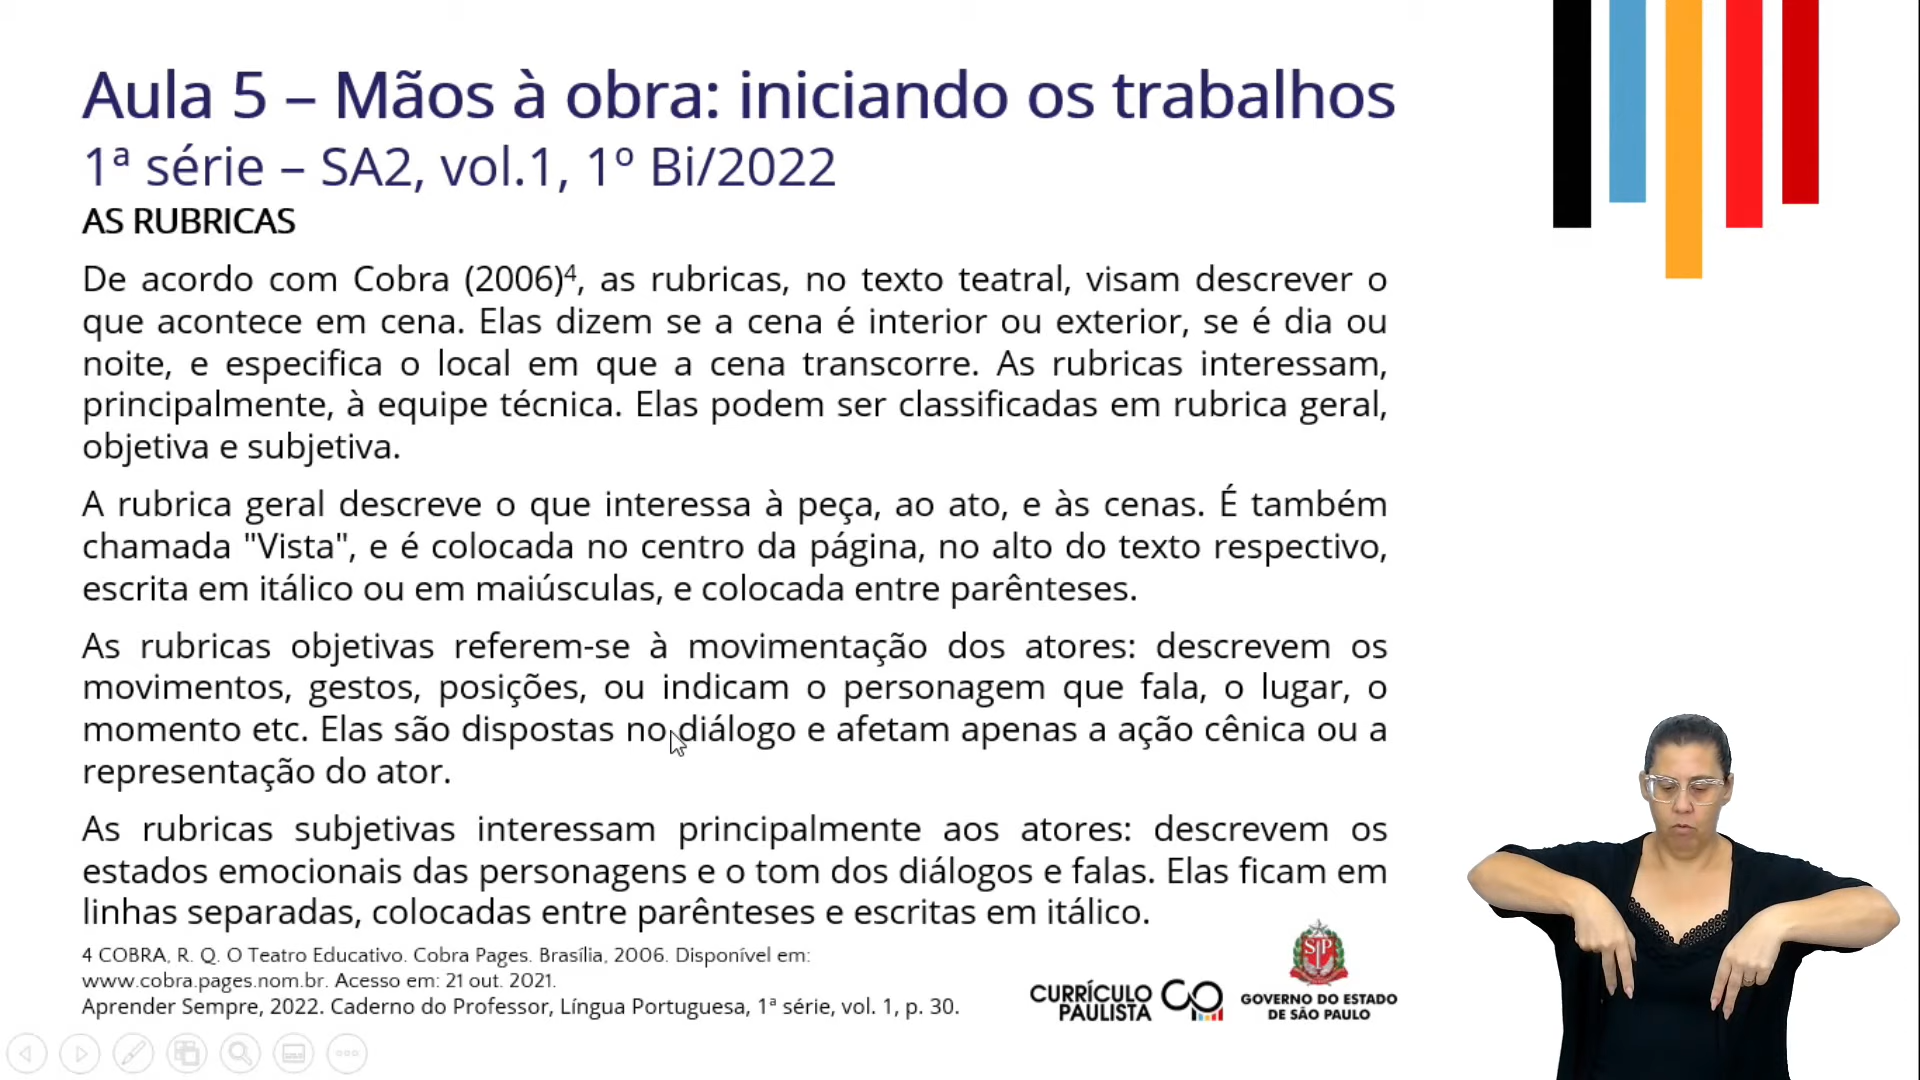 Aula 5 – Mãos à obra: iniciando os trabalhos
1ª série – SA2, vol.1, 1º Bi/2022
AS RUBRICAS
De acordo com Cobra (2006)⁴, as rubricas, no texto teatral, visam descrever o
que acontece em cena. Elas dizem se a cena é interior ou exterior, se é dia ou
noite, e especifica o local em que a cena transcorre. As rubricas interessam,
principalmente, à equipe técnica. Elas podem ser classificadas em rubrica geral,
objetiva e subjetiva.
A rubrica geral descreve o que interessa à peça, ao ato, e às cenas. É também
chamada "Vista", e é colocada no centro da página, no alto do texto respectivo,
escrita em itálico ou em maiúsculas, e colocada entre parênteses.
As rubricas objetivas referem-se à movimentação dos atores: descrevem os
movimentos, gestos, posições, ou indicam o personagem que fala, o lugar, o
momento etc. Elas são dispostas no diálogo e afetam apenas a ação cênica ou a
representação do ator.
As rubricas subjetivas interessam principalmente aos atores: descrevem os
estados emocionais das personagens e o tom dos diálogos e falas. Elas ficam em
linhas separadas, colocadas entre parênteses e escritas em itálico.
4 COBRA, R. Q. O Teatro Educativo. Cobra Pages. Brasília, 2006. Disponível em:
www.cobra.pages.nom.br. Acesso em: 21 out. 2021.
Aprender Sempre, 2022. Caderno do Professor, Língua Portuguesa, 1ª série, vol. 1, p. 30.
CURRÍCULO
PAULISTA
SP
GOVERNO DO ESTADO
DE SÃO PAULO